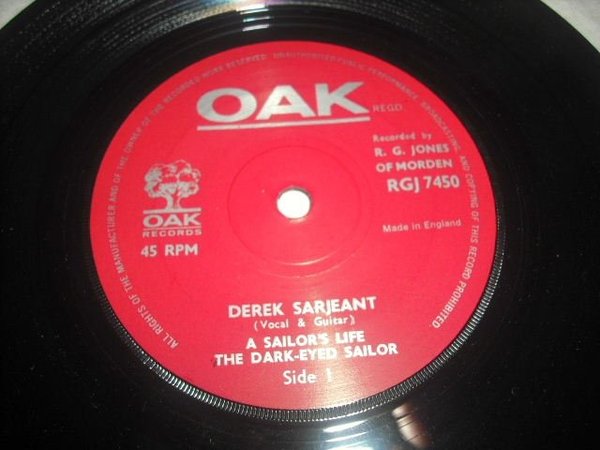 ALL RIGHTS OF THE MANUFACTURER AND OF THE OWNER OF THE RECORDED WORK RESERVED. UNAUTHORISED PUBLIC PERFORMANCE, BROADCASTING AND COPYING OF THIS RECORD PROHIBITED
OAK
REGD.
Recorded by
R. G. JONES
OF MORDEN
RGJ 7450
OAK
RECORDS
45 RPM
Made in England
DEREK SARJEANT
(Vocal & Guitar)
A SAILOR'S LIFE
THE DARK-EYED SAILOR
Side 1